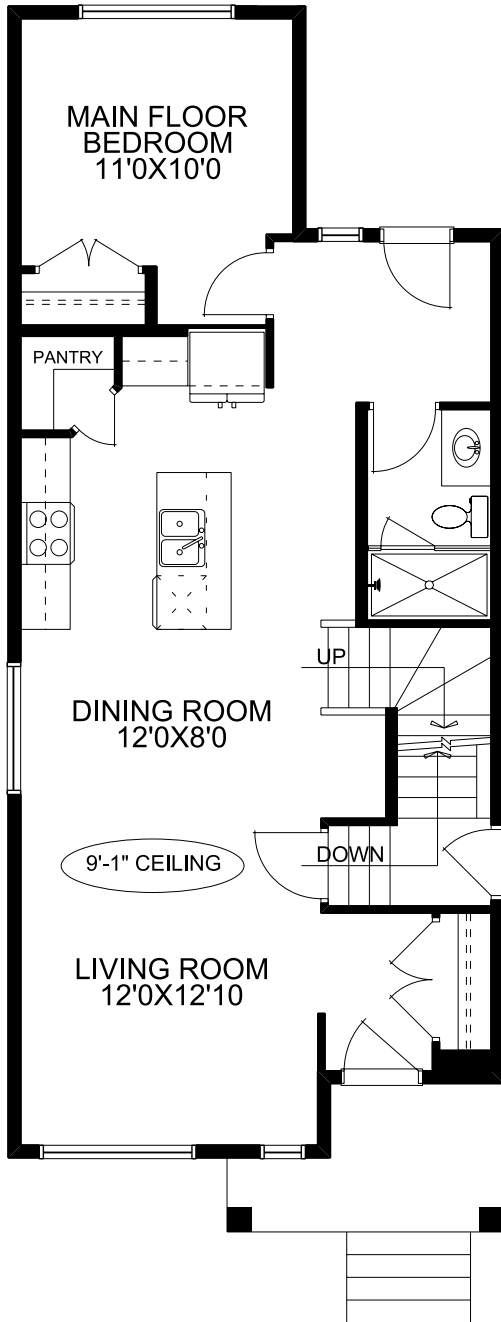 MAIN FLOOR
BEDROOM
11'0X10'0
PANTRY
UP
DINING ROOM
12'0X8'0
9'-1" CEILING
DOWN
LIVING ROOM
12'0X12'10